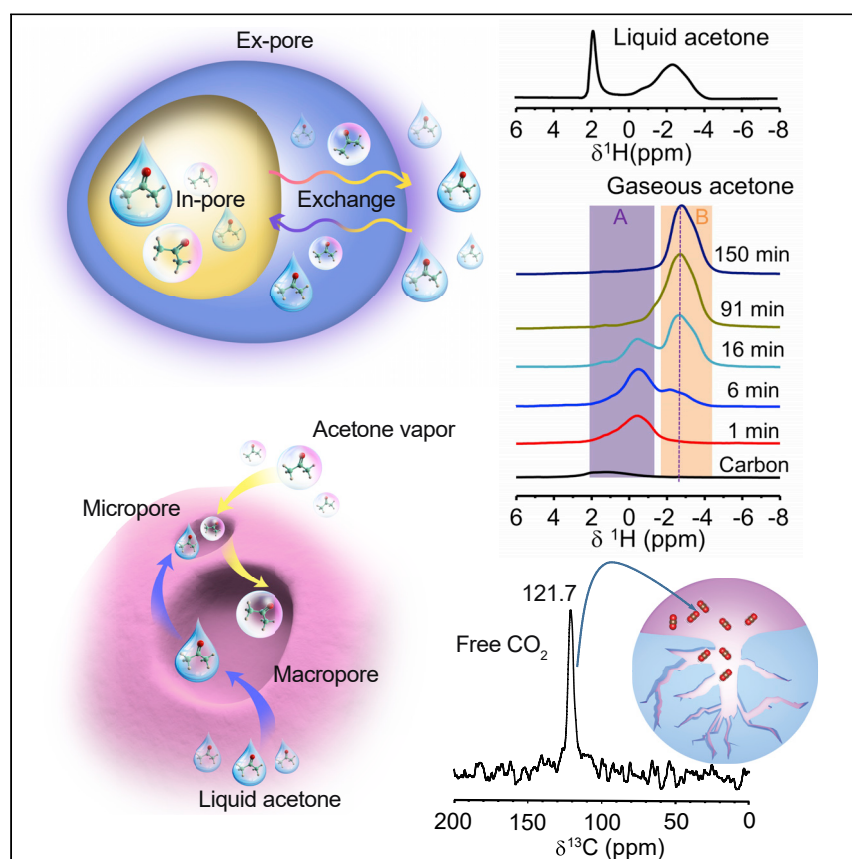 Ex-pore
In-pore
Exchange
Liquid acetone
6 4 2 0 -2 -4 -6 -8
δ¹H(ppm)
Gaseous acetone
A B
150 min
91 min
16 min
6 min
1 min
Carbon
6 4 2 0 -2 -4 -6 -8
δ ¹H (ppm)
Acetone vapor
Micropore
Macropore
Liquid acetone
121.7
Free CO₂
200 150 100 50 0
δ¹³C (ppm)